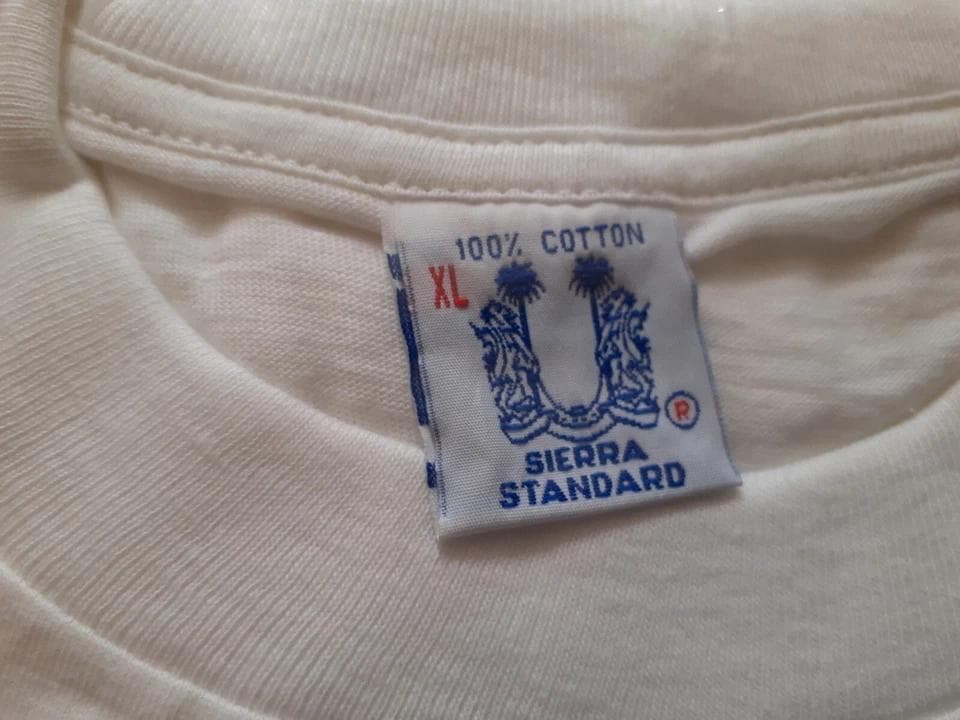 100% COTTON
XL
®
SIERRA
STANDARD